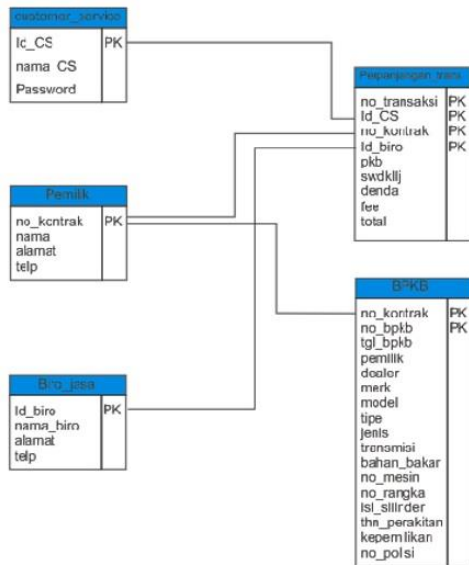 customer_service
Id_CS PK
nama_CS
Password
Perpanjangan
no_transaksi PK
Id_CS PK
no_kontrak PK
Id_biro PK
pkb
swdkllj
denda
fee
total
Pemilik
no_kontrak PK
nama
alamat
telp
BPKB
no_kontrak PK
no_bpkb PK
tgl_bpkb
pemilik
dealer
merk
model
tipe
jenis
transmisi
bahan_bakar
no_mesin
no_rangka
isi_silinder
thn_perakitan
kepemilikan
no_polisi
Biro_jasa
Id_biro PK
nama_biro
alamat
telp